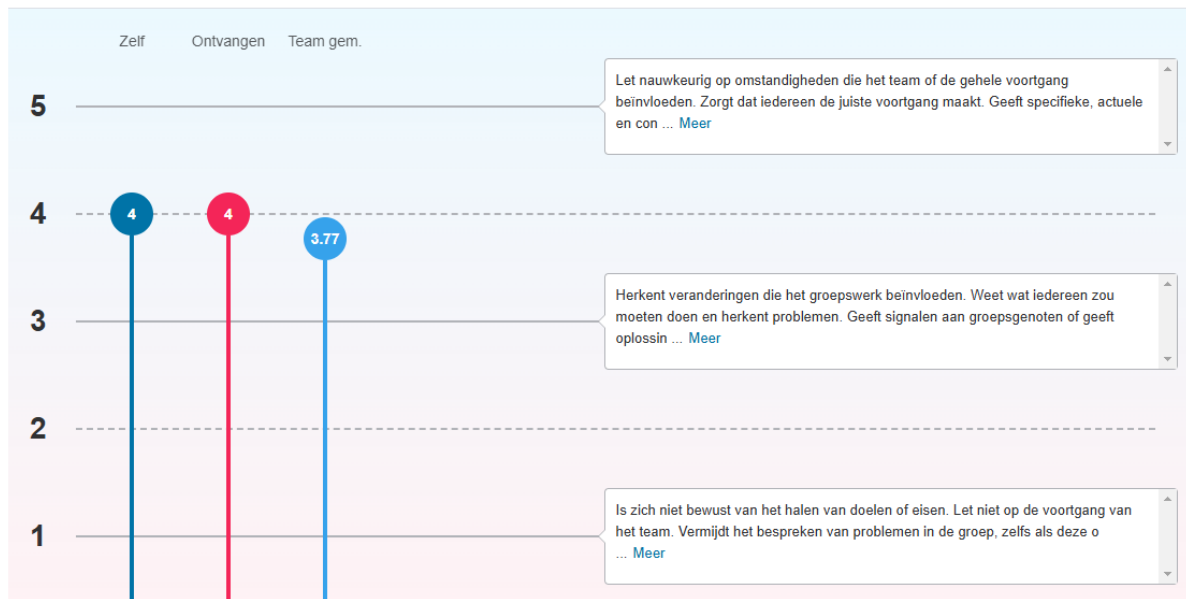 Zelf Ontvangen Team gem.
5
Let nauwkeurig op omstandigheden die het team of de gehele voortgang
beïnvloeden. Zorgt dat iedereen de juiste voortgang maakt. Geeft specifieke, actuele
en con ... Meer
4
4
4
3.77
3
Herkent veranderingen die het groepswerk beïnvloeden. Weet wat iedereen zou
moeten doen en herkent problemen. Geeft signalen aan groepsgenoten of geeft
oplossin ... Meer
2
1
Is zich niet bewust van het halen van doelen of eisen. Let niet op de voortgang van
het team. Vermijdt het bespreken van problemen in de groep, zelfs als deze o
... Meer